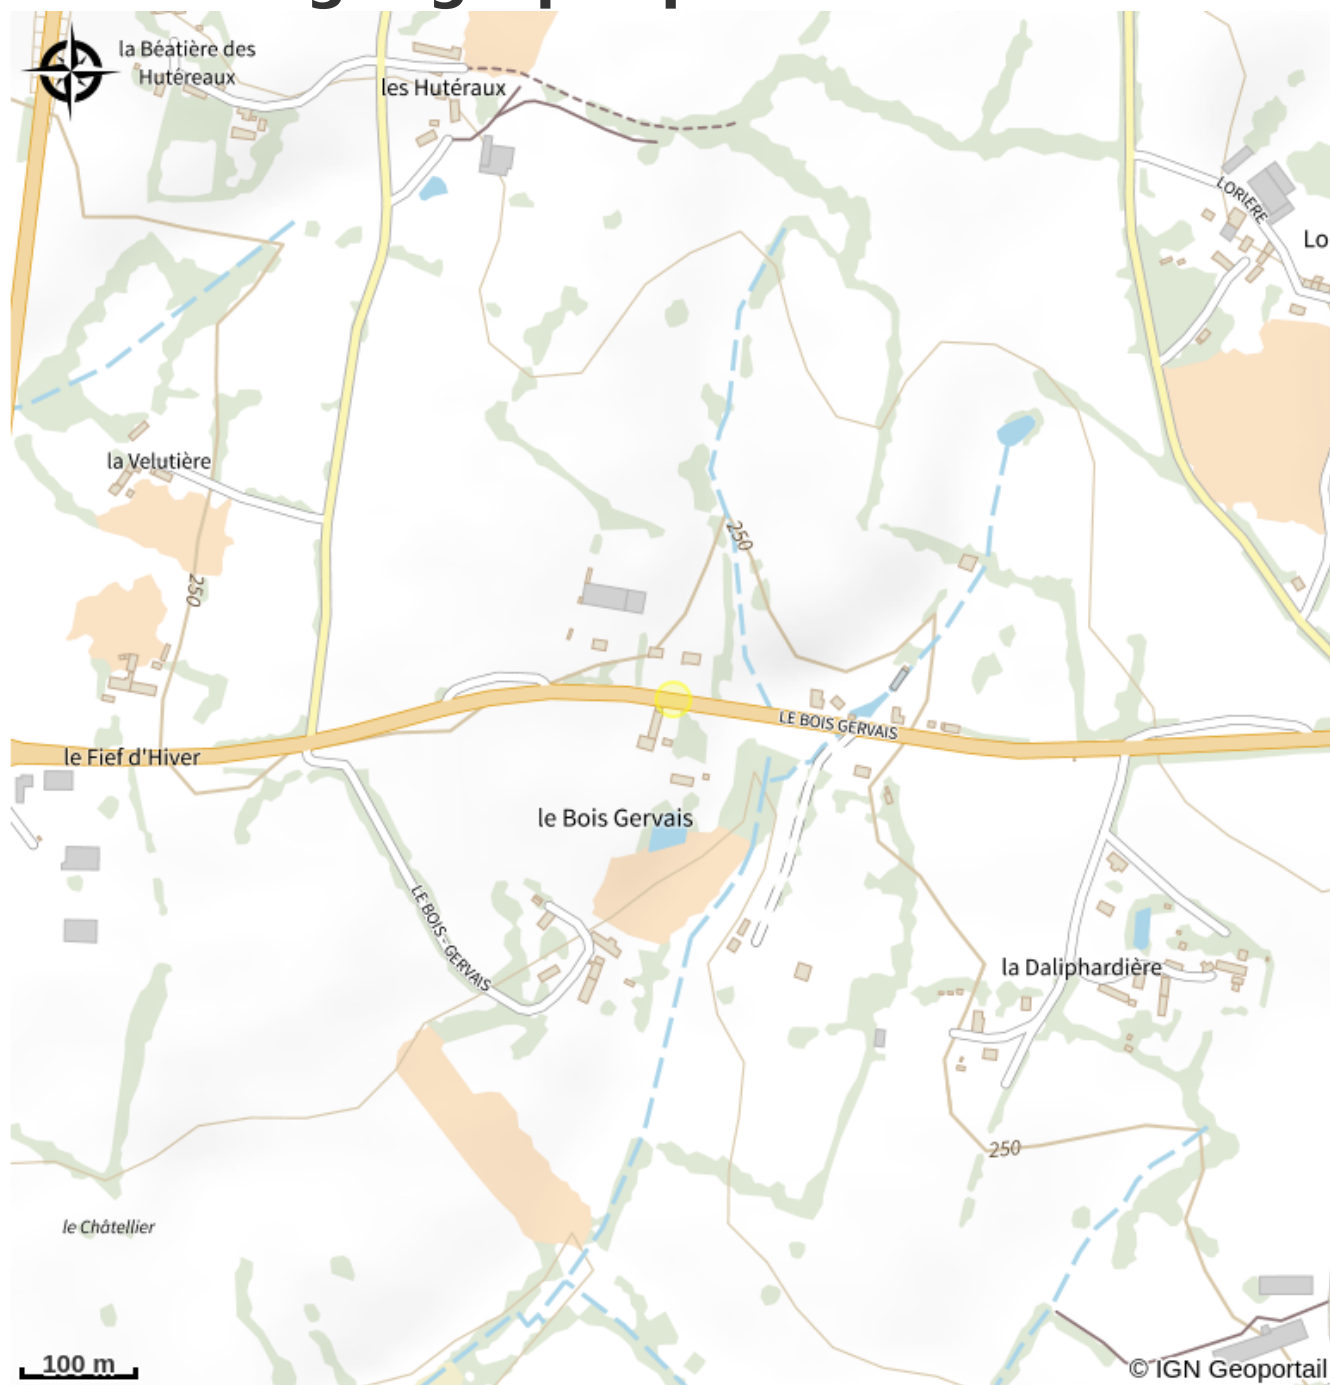 la Béatière des
Hutéreaux
les Hutéraux
LORIERE
Lo
la Velutière
250
250
LE BOIS GERVAIS
le Fief d'Hiver
le Bois Gervais
LE BOIS - GERVAIS
la Daliphardière
250
le Châtellier
100 m
© IGN Geoportail